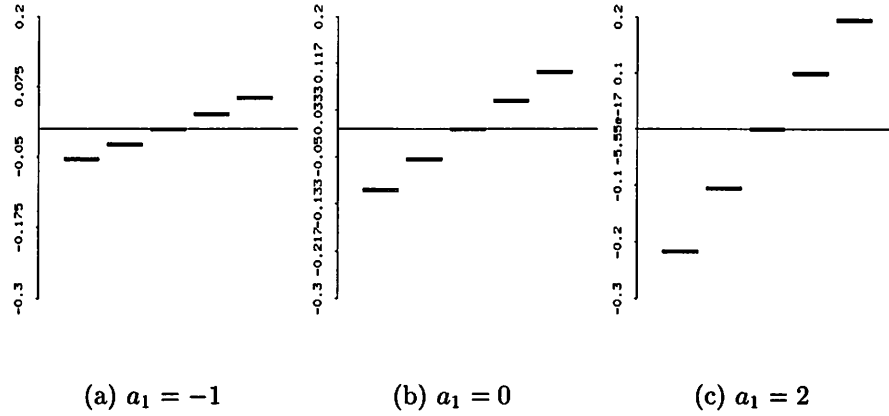 -0.3 -0.175 -0.05 0.075 0.2
-0.3 -0.217 -0.133 -0.05 0.0333 0.117 0.2
-0.3 -0.2 -0.1 -5.55e-17 0.1 0.2
(a) a₁ = −1
(b) a₁ = 0
(c) a₁ = 2